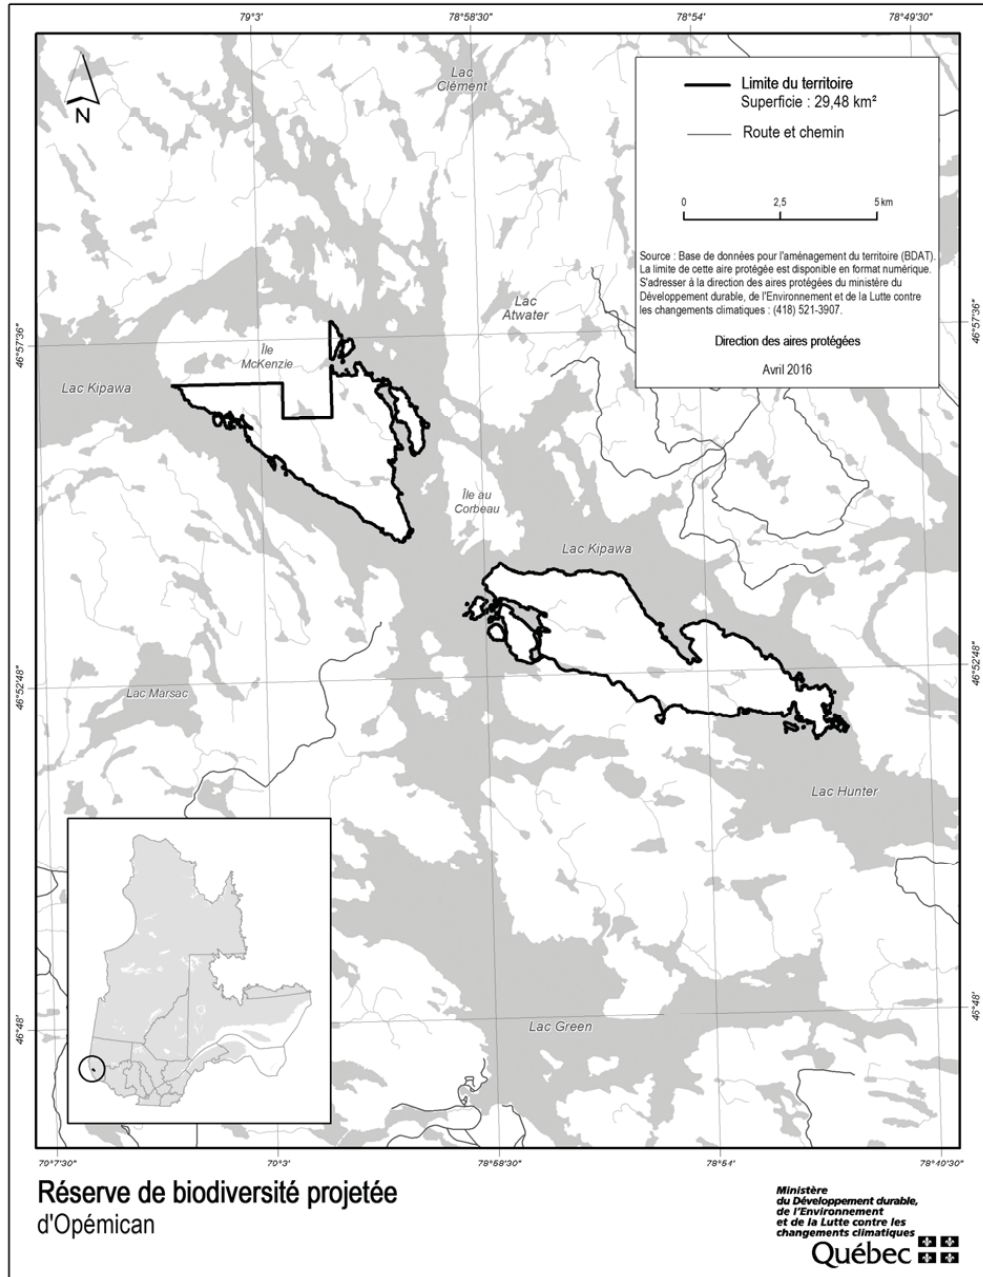 79°3'
78°58'30"
78°54'
78°49'30"
N
Lac
Clément
Limite du territoire
Superficie : 29,48 km²
Route et chemin
0
2,5
5 km
Source : Base de données pour l'aménagement du territoire (BDAT).
La limite de cette aire protégée est disponible en format numérique.
S'adresser à la direction des aires protégées du ministère du
Développement durable, de l'Environnement et de la Lutte contre
les changements climatiques : (418) 521-3907.
Direction des aires protégées
Avril 2016
Lac
Atwater
46°57'36"
46°57'36"
Île
McKenzie
Lac Kipawa
Île au
Corbeau
Lac Kipawa
46°52'48"
46°52'48"
Lac Marsac
Lac Hunter
46°48'
46°48'
Lac Green
79°7'30"
79°3'
78°58'30"
78°54'
78°49'30"
Réserve de biodiversité projetée
d'Opémican
Ministère
du Développement durable,
de l'Environnement
et de la Lutte contre les
changements climatiques
Québec